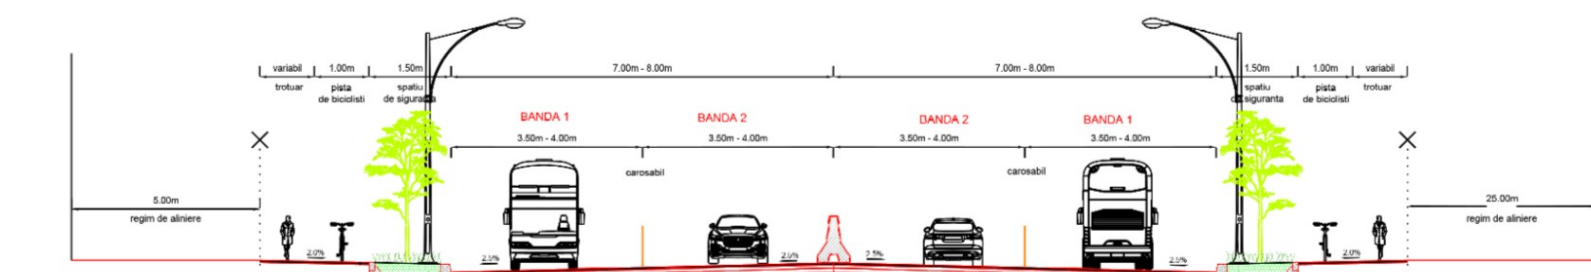 variabil 1.00m 1.50m 7.00m - 8.00m 7.00m - 8.00m 1.50m 1.00m variabil
trotuar pista spatiu spatiu pista trotuar
de biciclisti de siguranta de siguranta de biciclisti
BANDA 1 BANDA 2 BANDA 2 BANDA 1
3.50m - 4.00m 3.50m - 4.00m 3.50m - 4.00m 3.50m - 4.00m
carosabil carosabil
5.00m 25.00m
regim de aliniere regim de aliniere
2.0% 2.5% 2.5% 2.5% 2.5% 2.0%